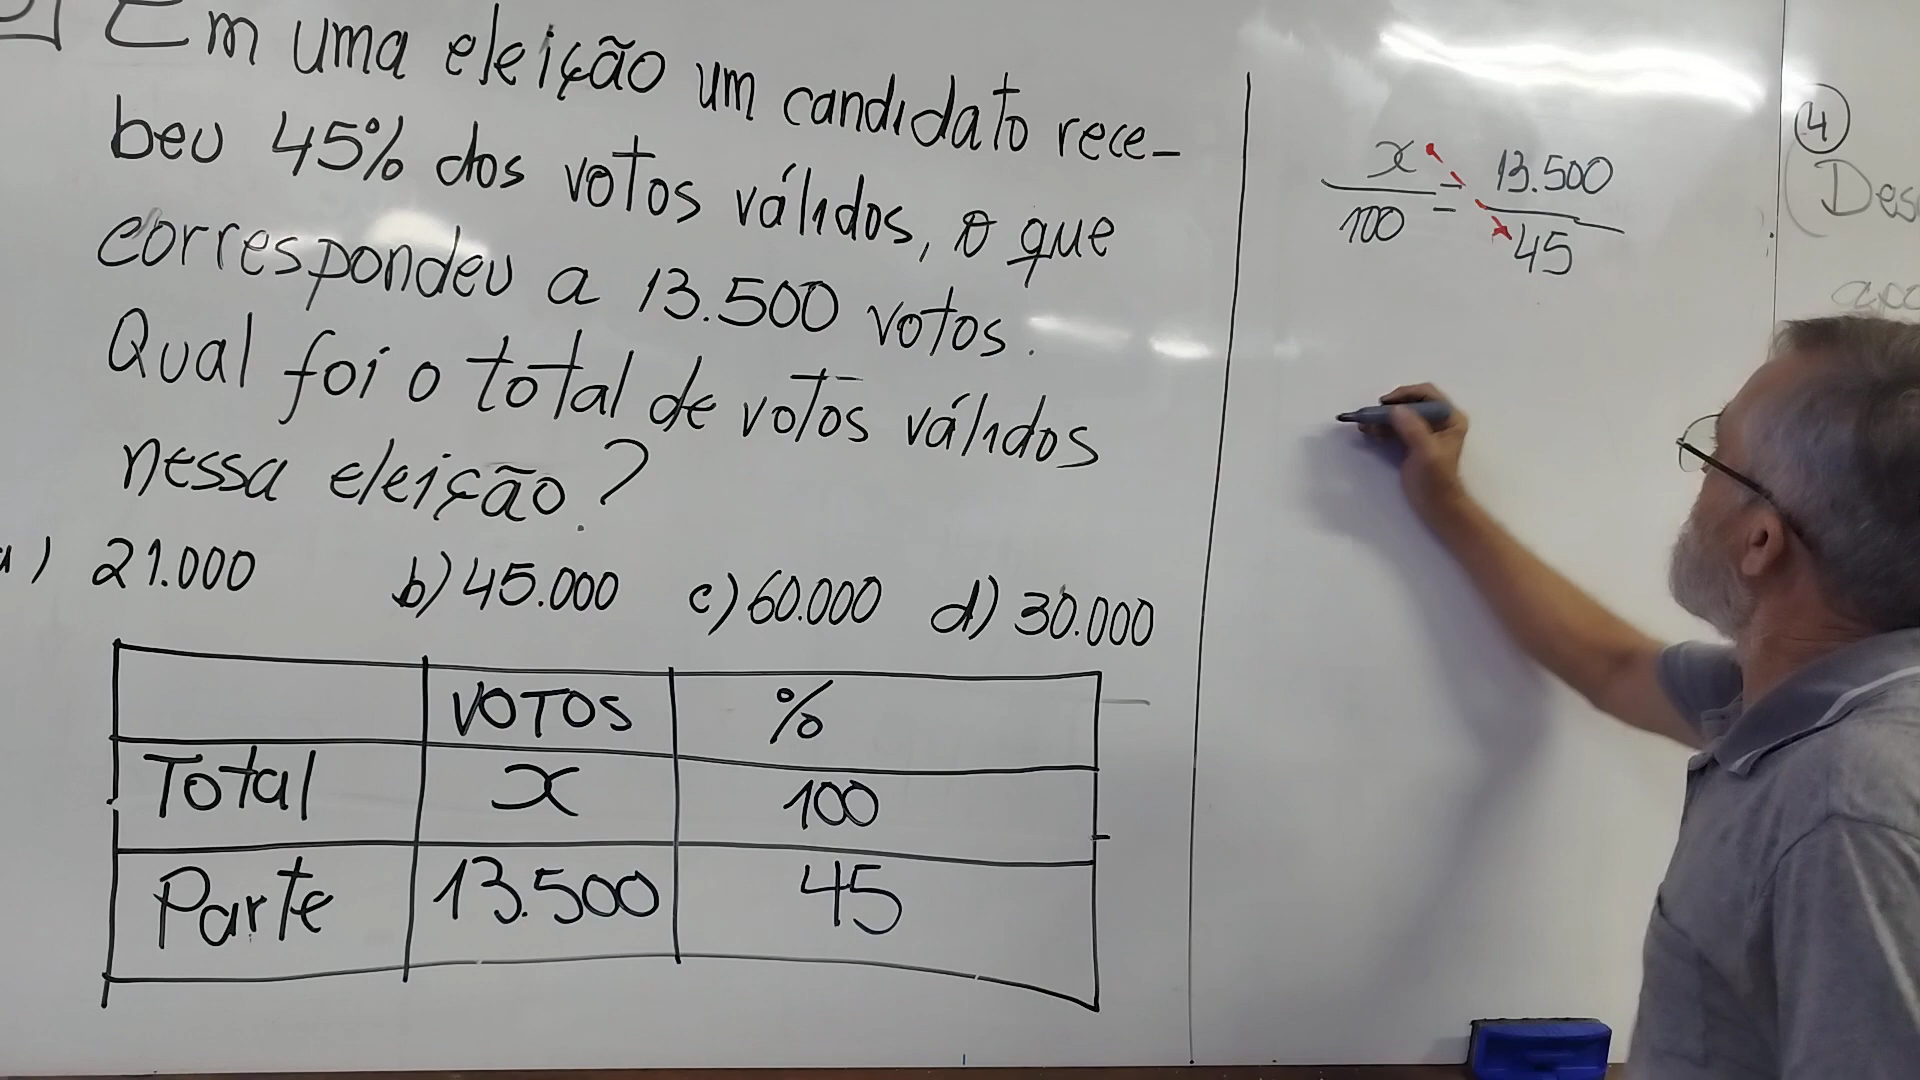 Em uma eleição um candidato rece-
beu 45% dos votos válidos, o que
correspondeu a 13.500 votos.
Qual foi o total de votos válidos
nessa eleição?
a) 21.000 b) 45.000 c) 60.000 d) 30.000
VOTOS %
Total x 100
Parte 13.500 45
x = 13.500
100 45
4